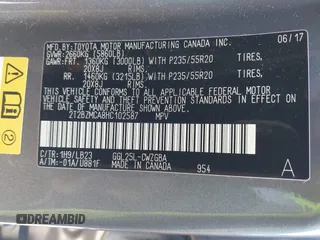 MFD. BY: TOYOTA MOTOR MANUFACTURING CANADA INC. 06/17
GVWR: 2660KG (5860LB)
GAWR: FRT. 1360KG (3000LB) WITH P235/55R20 TIRES,
20X8J RIMS,
RR. 1460KG (3215LB) WITH P235/55R20 TIRES,
20X8J RIMS,
THIS VEHICLE CONFORMS TO ALL APPLICABLE FEDERAL
MOTOR VEHICLE SAFETY AND THEFT PREVENTION STANDARDS
IN EFFECT ON THE DATE OF MANUFACTURE SHOWN ABOVE.
2T2BZMCA8HC102587 MPV
C/TR: 1H9/LB23 GGL25L-CWZGBA
A/TM: -01A/U881F MADE IN CANADA 954 A
©DEALERBID AUTOBIDMASTER